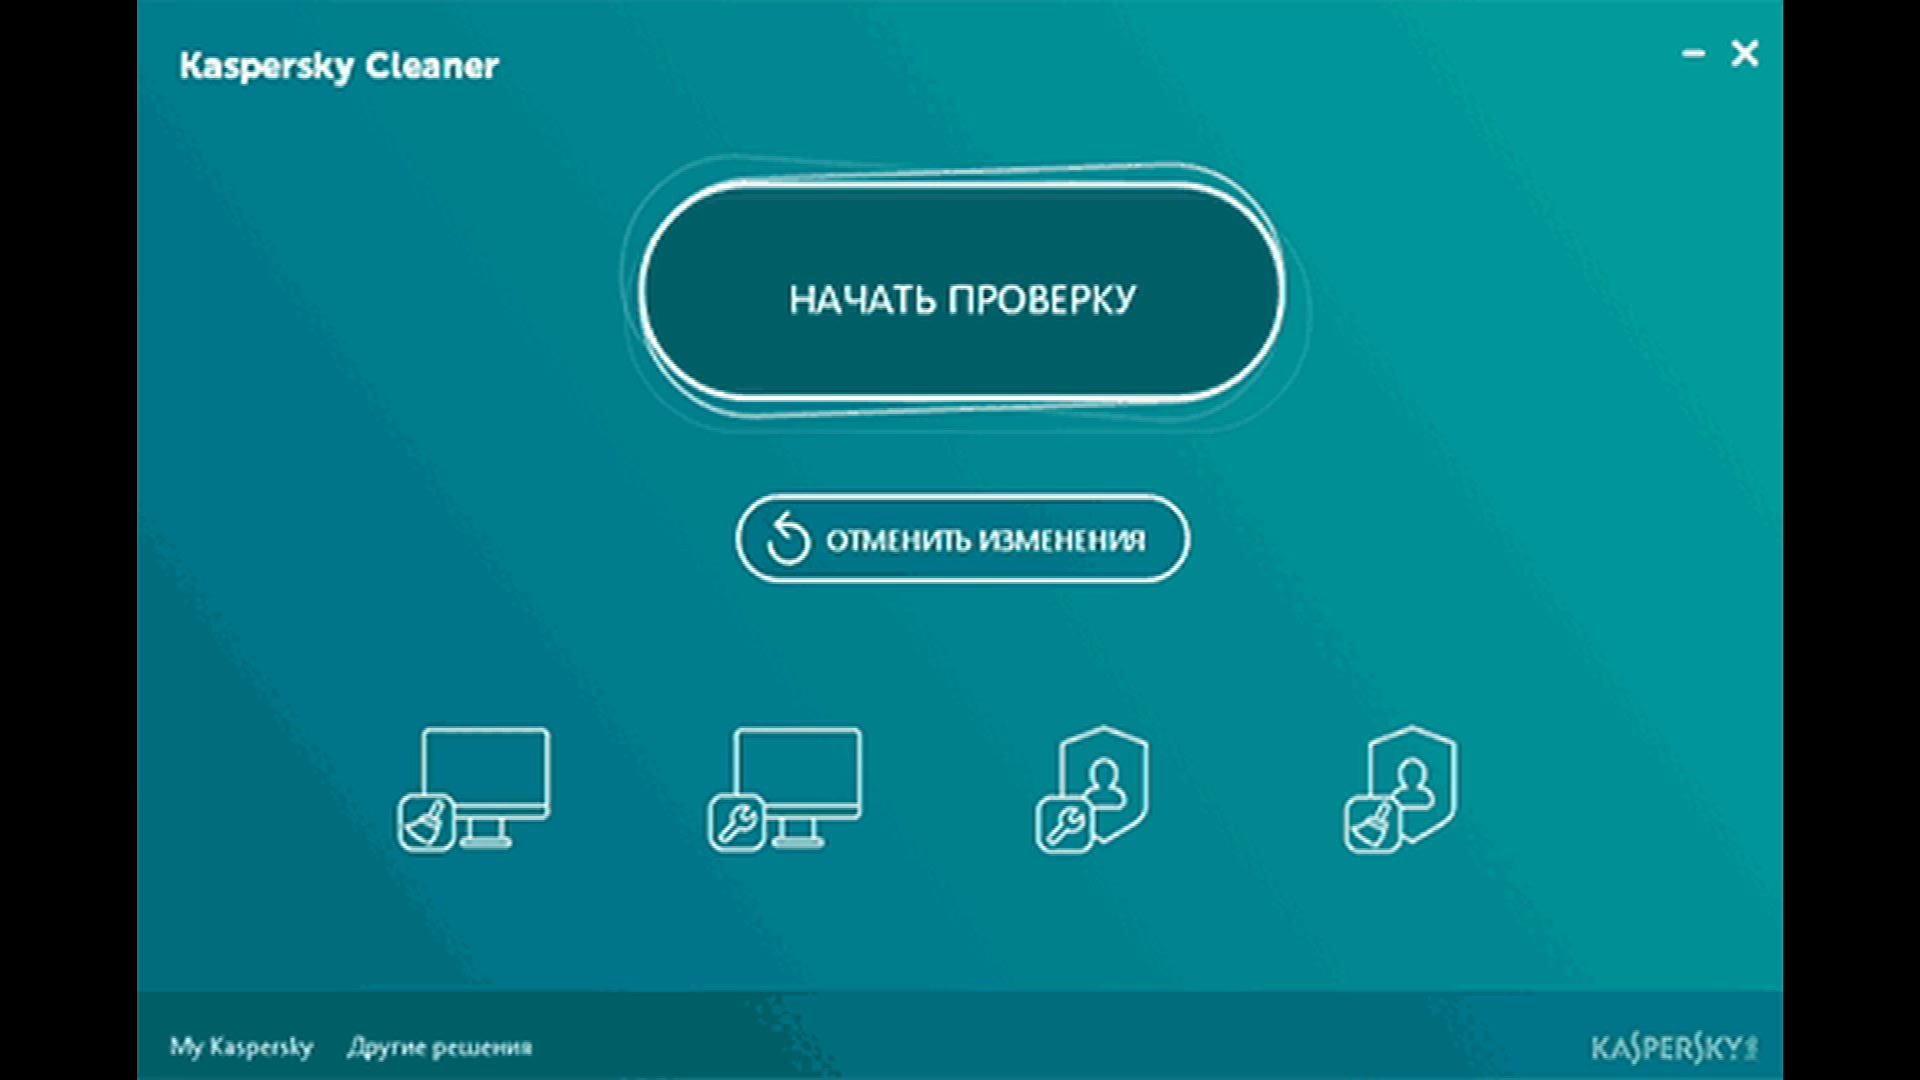 Kaspersky Cleaner
НАЧАТЬ ПРОВЕРКУ
ОТМЕНИТЬ ИЗМЕНЕНИЯ
My Kaspersky Другие решения
KASPERSKY